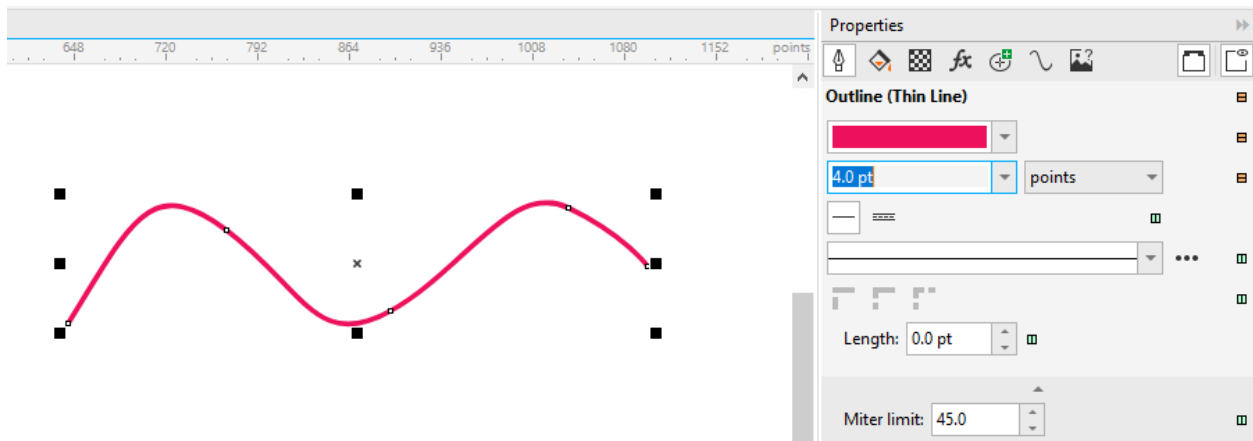 Properties
648 720 792 864 936 1008 1080 1152 points
fx
Outline (Thin Line)
4.0 pt points
Length: 0.0 pt
Miter limit: 45.0